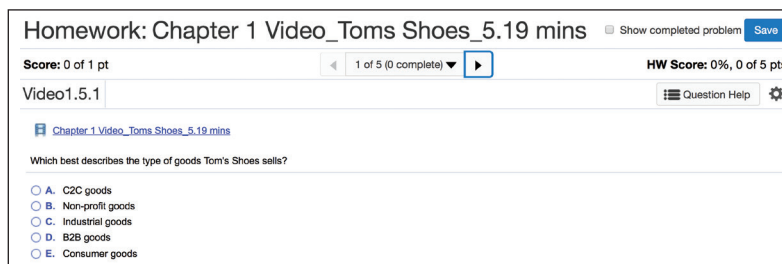 Homework: Chapter 1 Video_Toms Shoes_5.19 mins
Show completed problem
Save
Score: 0 of 1 pt
1 of 5 (0 complete)
HW Score: 0%, 0 of 5 pts
Video1.5.1
Question Help
Chapter 1 Video_Toms Shoes_5.19 mins
Which best describes the type of goods Tom's Shoes sells?
A. C2C goods
B. Non-profit goods
C. Industrial goods
D. B2B goods
E. Consumer goods